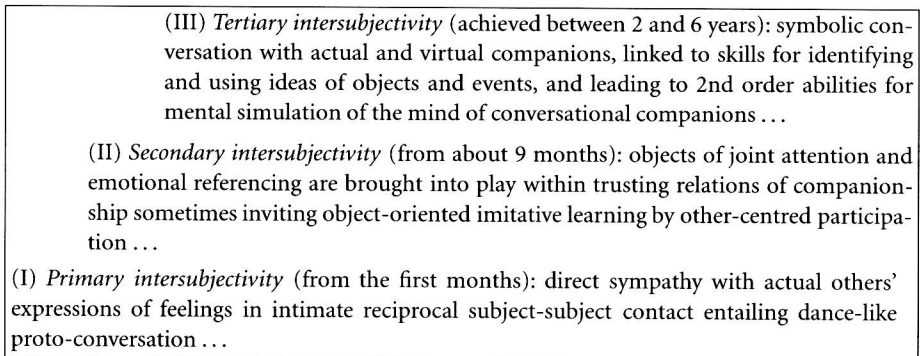 (III) Tertiary intersubjectivity (achieved between 2 and 6 years): symbolic con-
versation with actual and virtual companions, linked to skills for identifying
and using ideas of objects and events, and leading to 2nd order abilities for
mental simulation of the mind of conversational companions ...
(II) Secondary intersubjectivity (from about 9 months): objects of joint attention and
emotional referencing are brought into play within trusting relations of companion-
ship sometimes inviting object-oriented imitative learning by other-centred participa-
tion ...
(I) Primary intersubjectivity (from the first months): direct sympathy with actual others’
expressions of feelings in intimate reciprocal subject-subject contact entailing dance-like
proto-conversation ...